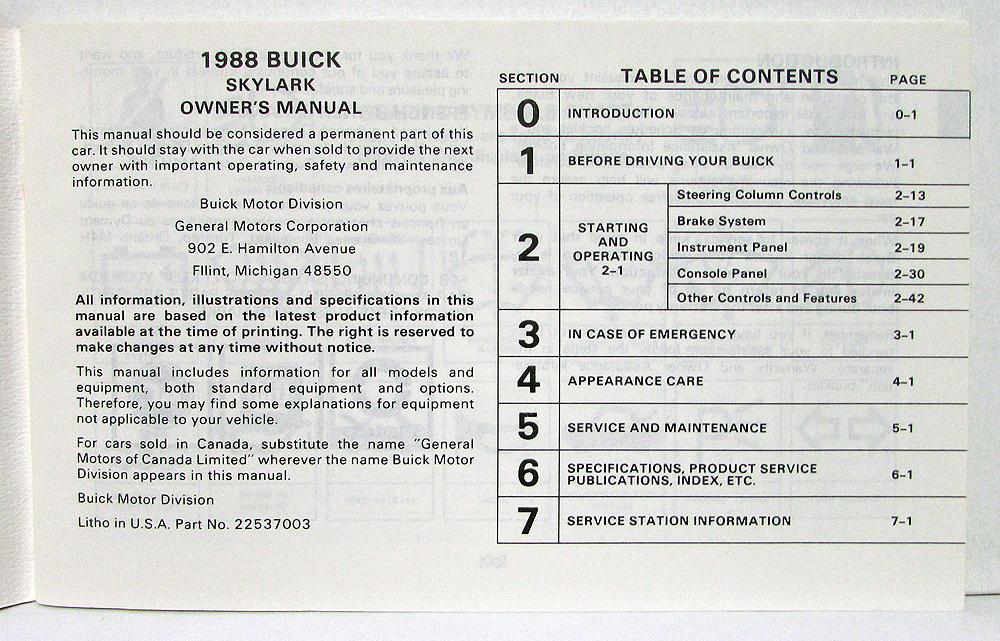 1988 BUICK
SKYLARK
OWNER'S MANUAL
This manual should be considered a permanent part of this
car. It should stay with the car when sold to provide the next
owner with important operating, safety and maintenance
information.
Buick Motor Division
General Motors Corporation
902 E. Hamilton Avenue
Fllint, Michigan 48550
All information, illustrations and specifications in this
manual are based on the latest product information
available at the time of printing. The right is reserved to
make changes at any time without notice.
This manual includes information for all models and
equipment, both standard equipment and options.
Therefore, you may find some explanations for equipment
not applicable to your vehicle.
For cars sold in Canada, substitute the name "General
Motors of Canada Limited" wherever the name Buick Motor
Division appears in this manual.
Buick Motor Division
Litho in U.S.A. Part No. 22537003
SECTION TABLE OF CONTENTS PAGE
0 INTRODUCTION 0-1
1 BEFORE DRIVING YOUR BUICK 1-1
2 STARTING AND OPERATING 2-1
Steering Column Controls 2-13
Brake System 2-17
Instrument Panel 2-19
Console Panel 2-30
Other Controls and Features 2-42
3 IN CASE OF EMERGENCY 3-1
4 APPEARANCE CARE 4-1
5 SERVICE AND MAINTENANCE 5-1
6 SPECIFICATIONS, PRODUCT SERVICE
PUBLICATIONS, INDEX, ETC. 6-1
7 SERVICE STATION INFORMATION 7-1